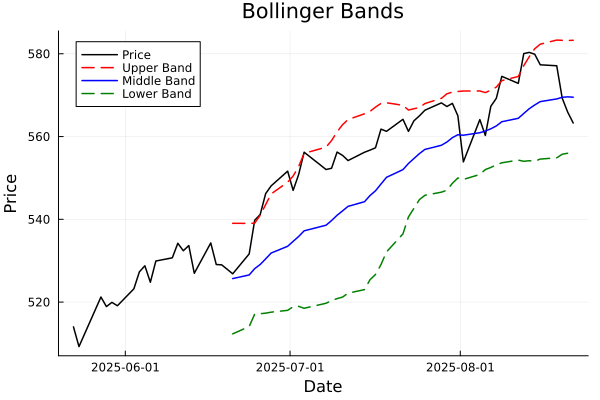 Bollinger Bands
Price
Upper Band
Middle Band
Lower Band
Price
580
560
540
520
2025-06-01
2025-07-01
2025-08-01
Date